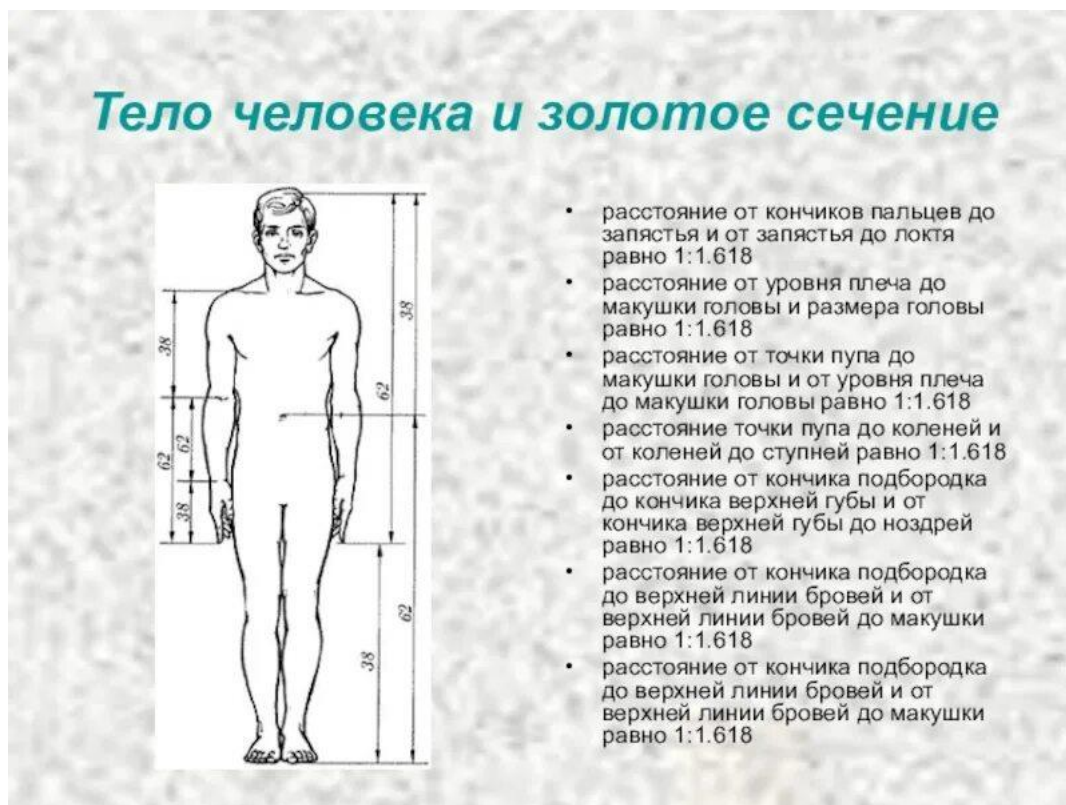 Тело человека и золотое сечение
38
38
62
62
62
38
62
38
• расстояние от кончиков пальцев до
запястья и от запястья до локтя
равно 1:1.618
• расстояние от уровня плеча до
макушки головы и размера головы
равно 1:1.618
• расстояние от точки пупа до
макушки головы и от уровня плеча
до макушки головы равно 1:1.618
• расстояние точки пупа до коленей и
от коленей до ступней равно 1:1.618
• расстояние от кончика подбородка
до кончика верхней губы и от
кончика верхней губы до ноздрей
равно 1:1.618
• расстояние от кончика подбородка
до верхней линии бровей и от
верхней линии бровей до макушки
равно 1:1.618
• расстояние от кончика подбородка
до верхней линии бровей и от
верхней линии бровей до макушки
равно 1:1.618